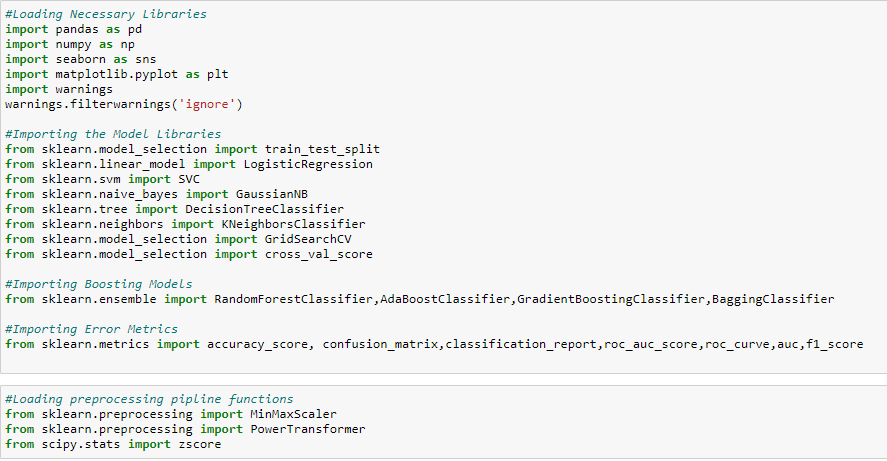 #Loading Necessary Libraries
import pandas as pd
import numpy as np
import seaborn as sns
import matplotlib.pyplot as plt
import warnings
warnings.filterwarnings('ignore')
#Importing the Model Libraries
from sklearn.model_selection import train_test_split
from sklearn.linear_model import LogisticRegression
from sklearn.svm import SVC
from sklearn.naive_bayes import GaussianNB
from sklearn.tree import DecisionTreeClassifier
from sklearn.neighbors import KNeighborsClassifier
from sklearn.model_selection import GridSearchCV
from sklearn.model_selection import cross_val_score
#Importing Boosting Models
from sklearn.ensemble import RandomForestClassifier,AdaBoostClassifier,GradientBoostingClassifier,BaggingClassifier
#Importing Error Metrics
from sklearn.metrics import accuracy_score, confusion_matrix,classification_report,roc_auc_score,roc_curve,auc,f1_score
#Loading preprocessing pipline functions
from sklearn.preprocessing import MinMaxScaler
from sklearn.preprocessing import PowerTransformer
from scipy.stats import zscore